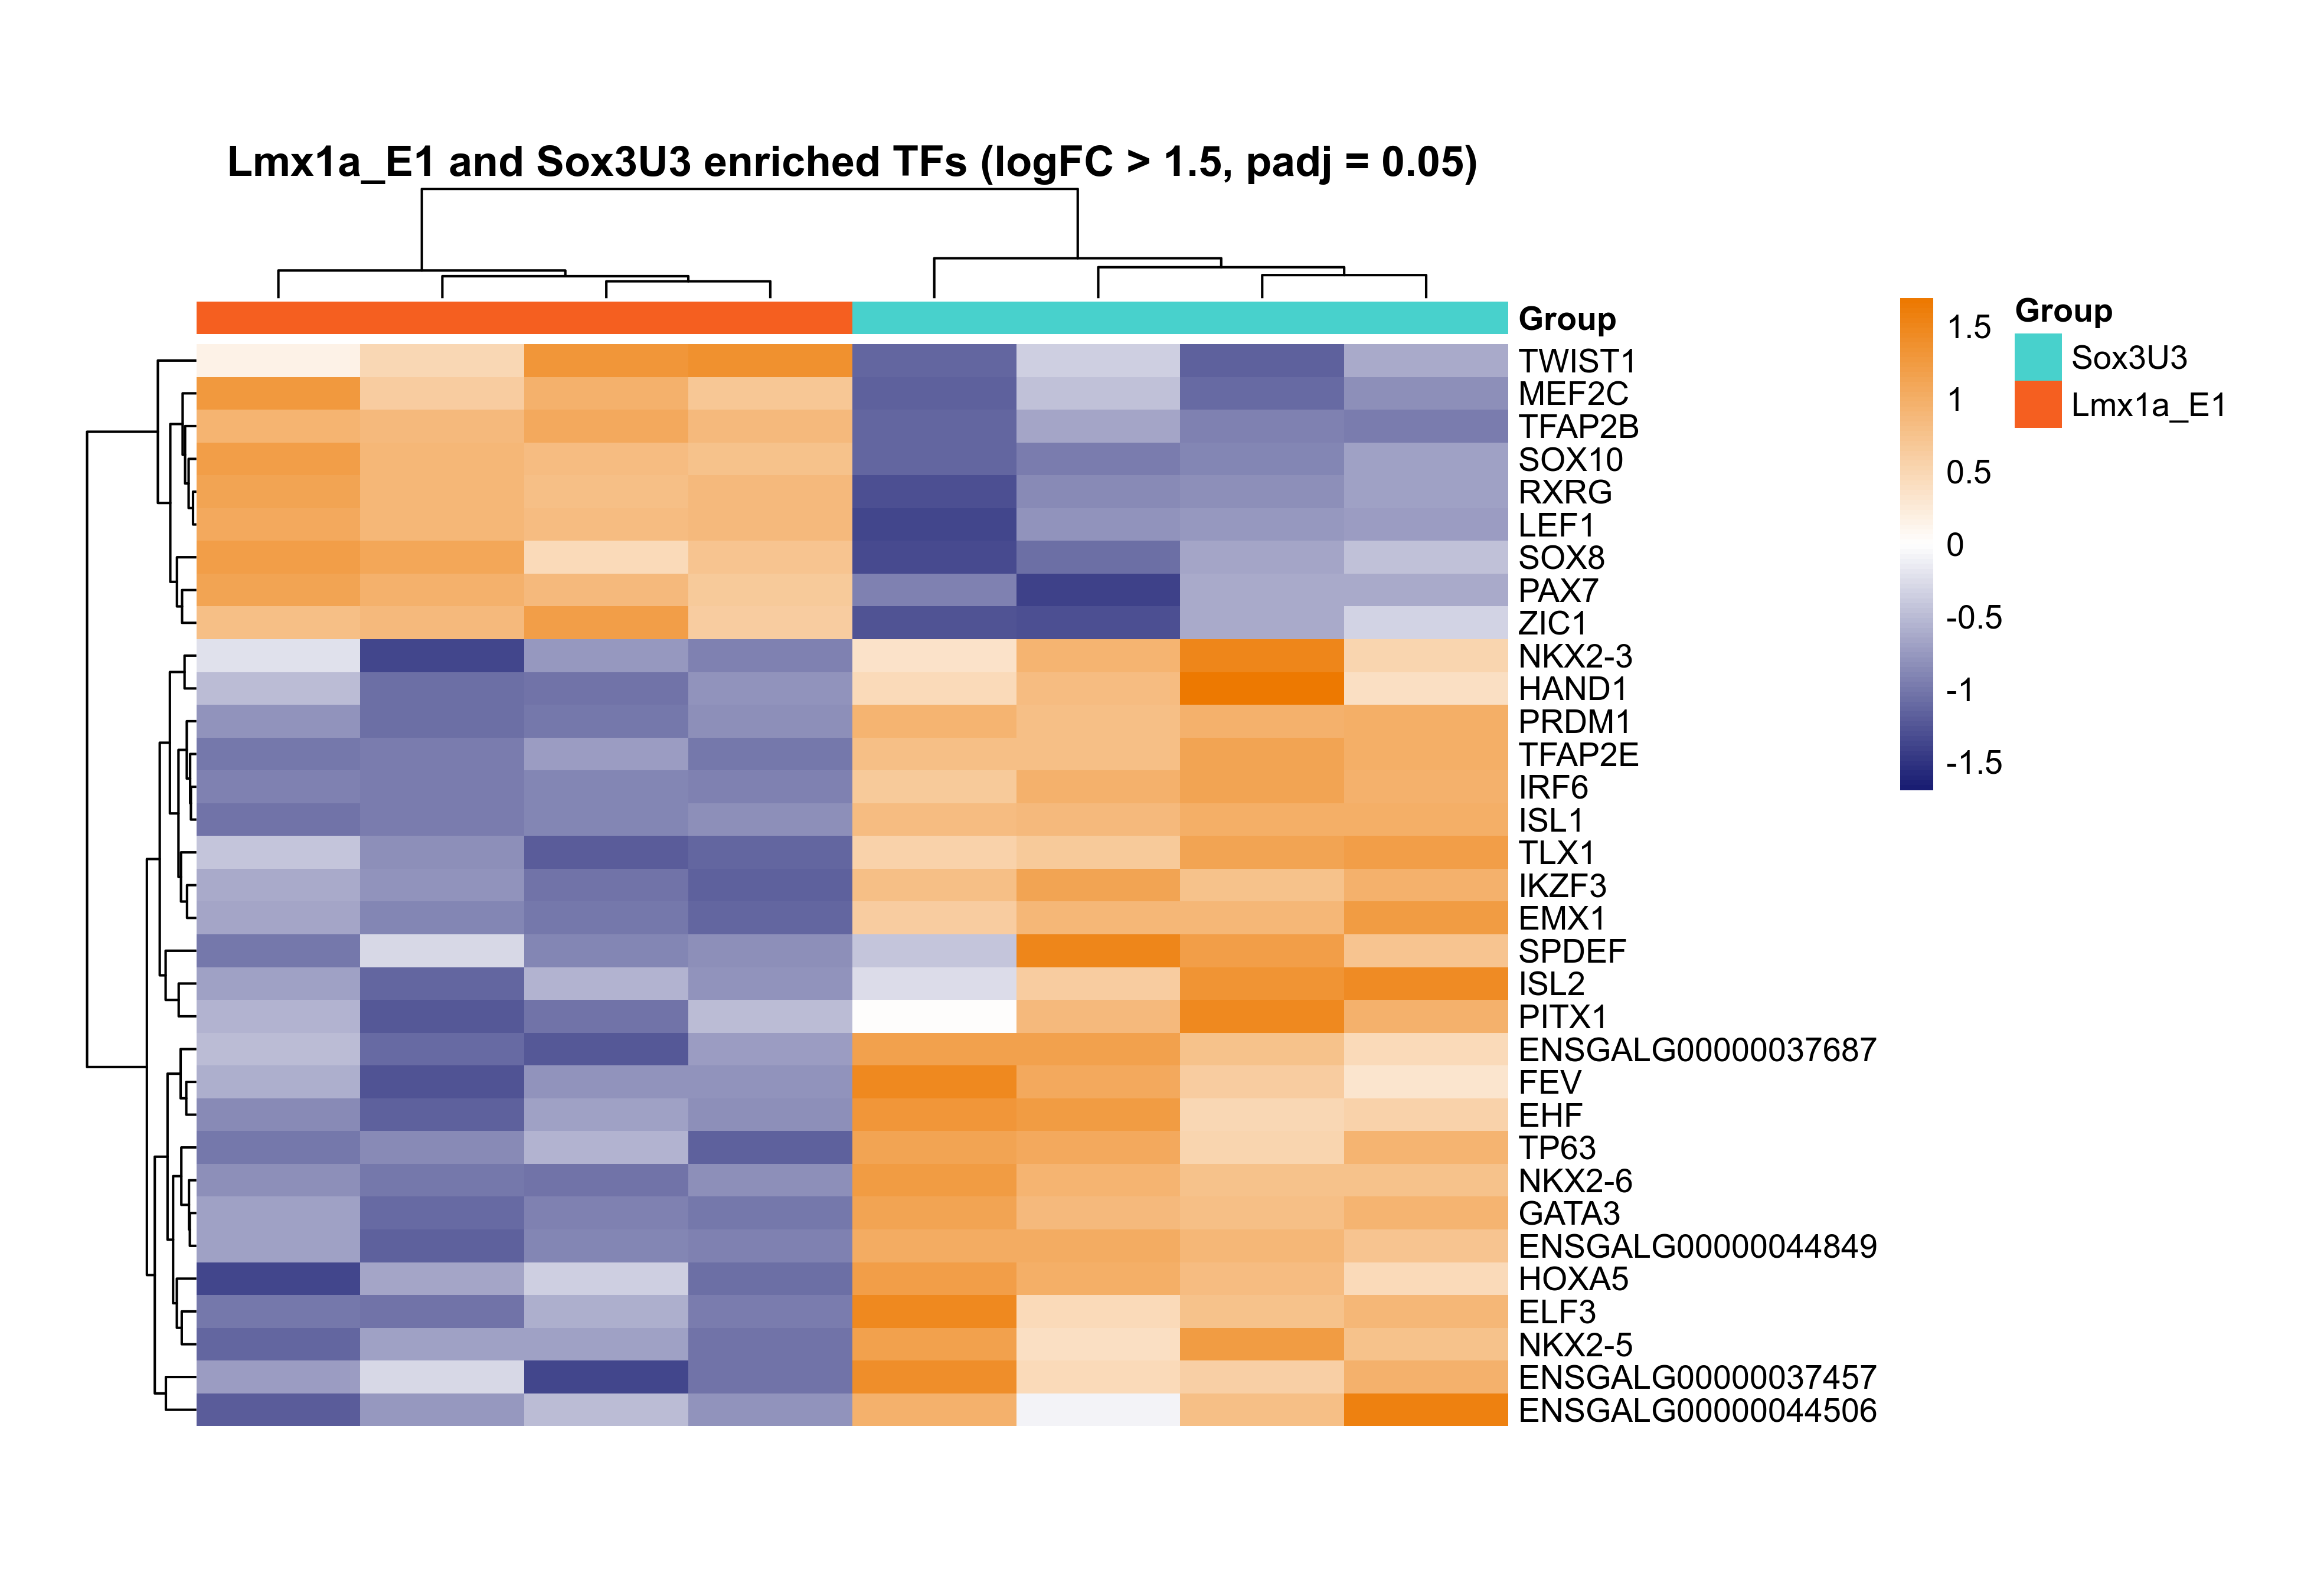 Lmx1a_E1 and Sox3U3 enriched TFs (logFC > 1.5, padj = 0.05)
Group
TWIST1
MEF2C
TFAP2B
SOX10
RXRG
LEF1
SOX8
PAX7
ZIC1
NKX2-3
HAND1
PRDM1
TFAP2E
IRF6
ISL1
TLX1
IKZF3
EMX1
SPDEF
ISL2
PITX1
ENSGALG00000037687
FEV
EHF
TP63
NKX2-6
GATA3
ENSGALG00000044849
HOXA5
ELF3
NKX2-5
ENSGALG00000037457
ENSGALG00000044506
1.5
1
0.5
0
-0.5
-1
-1.5
Group
Sox3U3
Lmx1a_E1